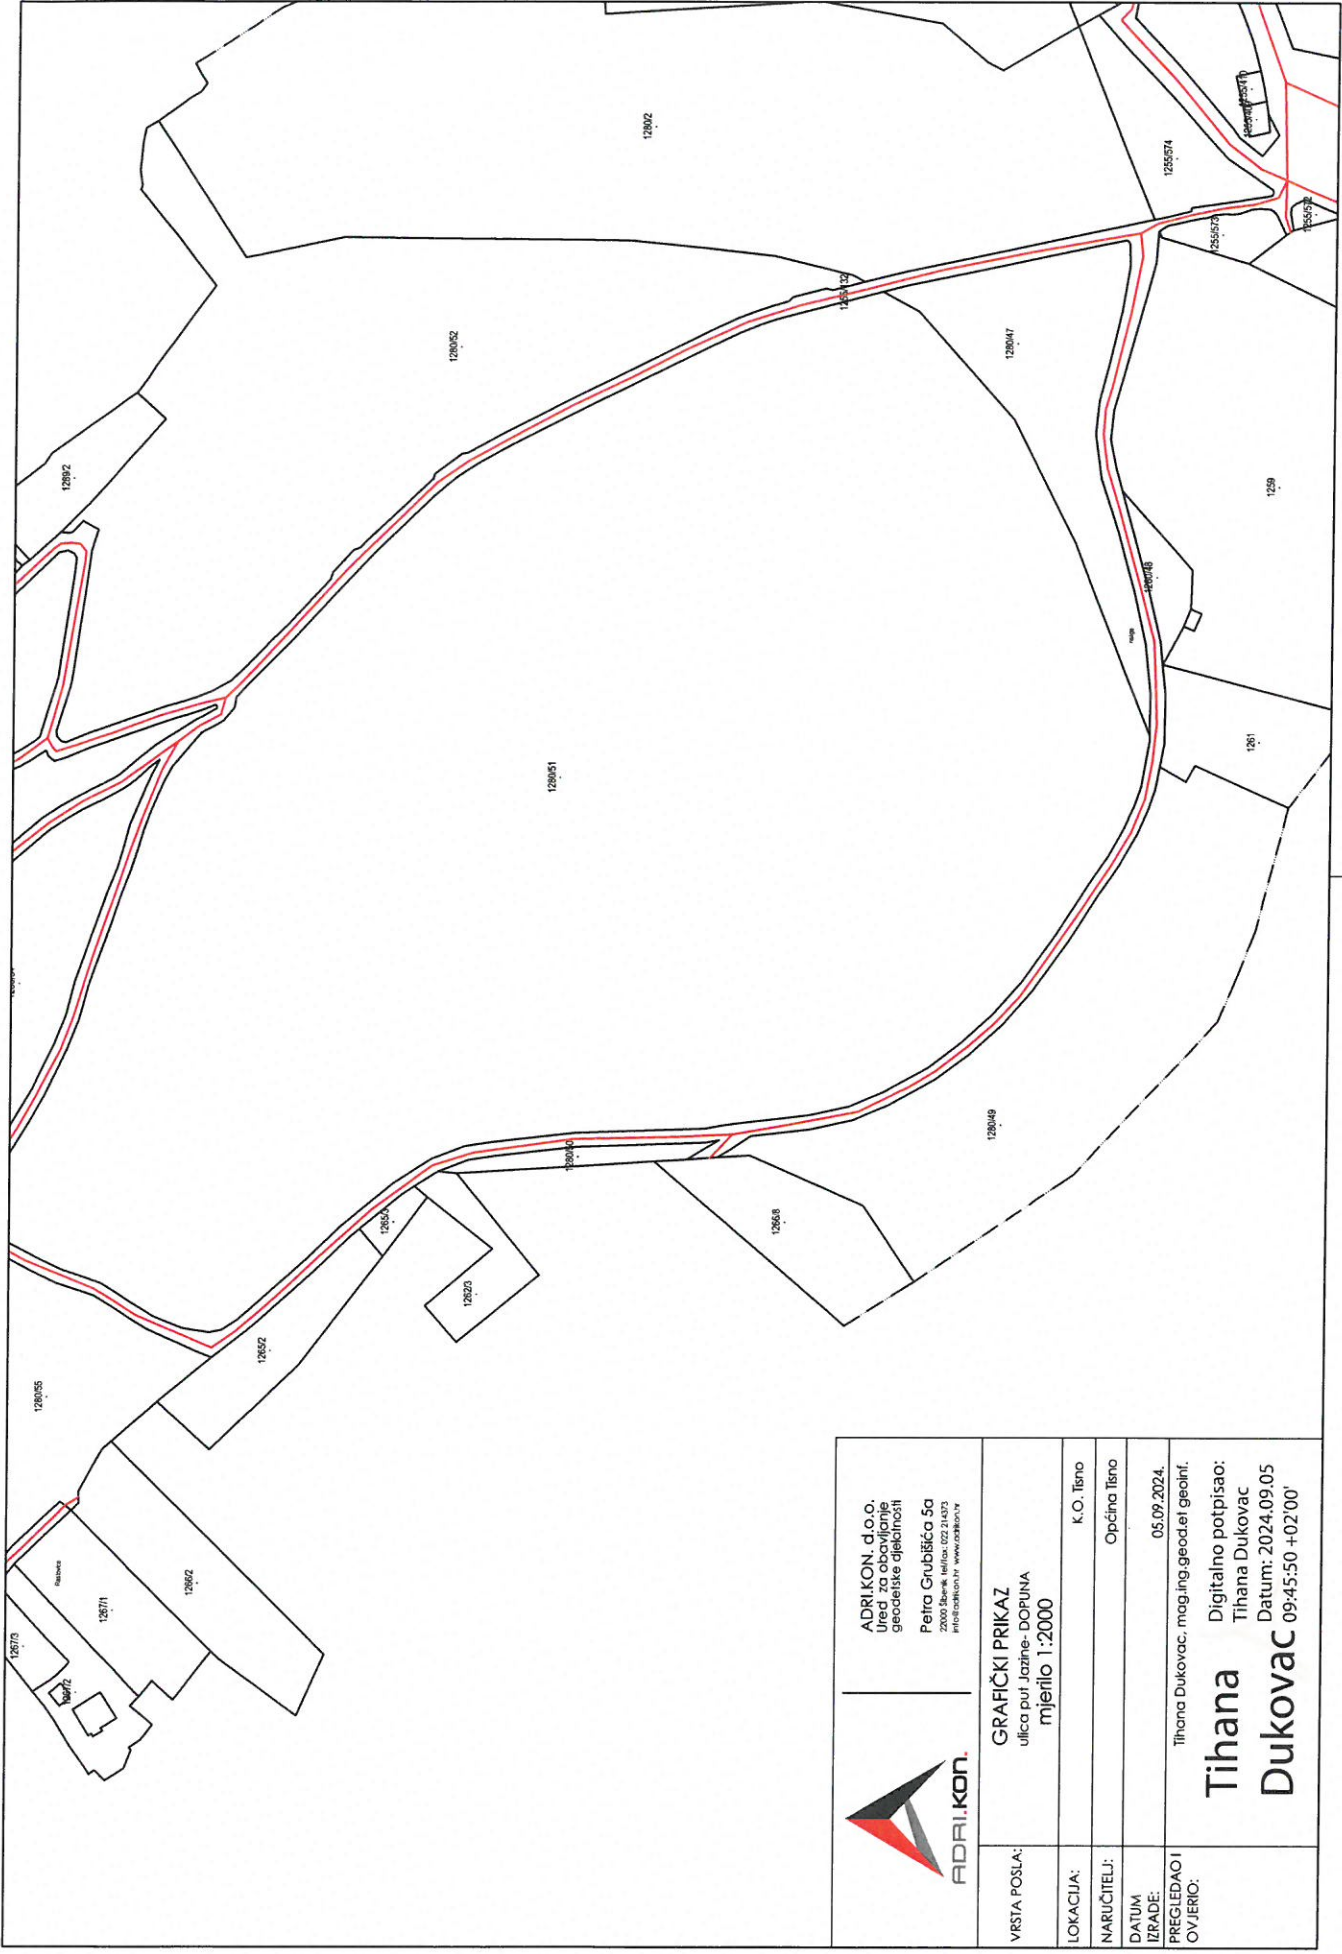 1280/2
1255/574
1255/573
1255/572
1255/132
1280/52
1280/47
1289/2
1259
1280/48
1261
1280/51
1280/49
1280/50
1266/8
1265/3
1262/3
1265/2
1280/55
1266/2
1267/1
1267/3
ADRI.KON.
ADRI.KON. d.o.o.
Ured za obavljanje
geodetske djelatnosti
Petra Grubišića 5a
22000 Šibenik tel/fax: 022 214373
info@adrikon.hr www.adrikon.hr
VRSTA POSLA:
GRAFIČKI PRIKAZ
ulica put Jazine- DOPUNA
mjerilo 1:2000
LOKACIJA:
K.O. Tisno
NARUČITELJ:
Općina Tisno
DATUM
IZRADE:
05.09.2024.
PREGLEDAO I
OVJERIO:
Tihana Dukovac, mag.ing.geod.et geoinf.
Tihana
Dukovac
Digitalno potpisao:
Tihana Dukovac
Datum: 2024.09.05
09:45:50 +02'00'